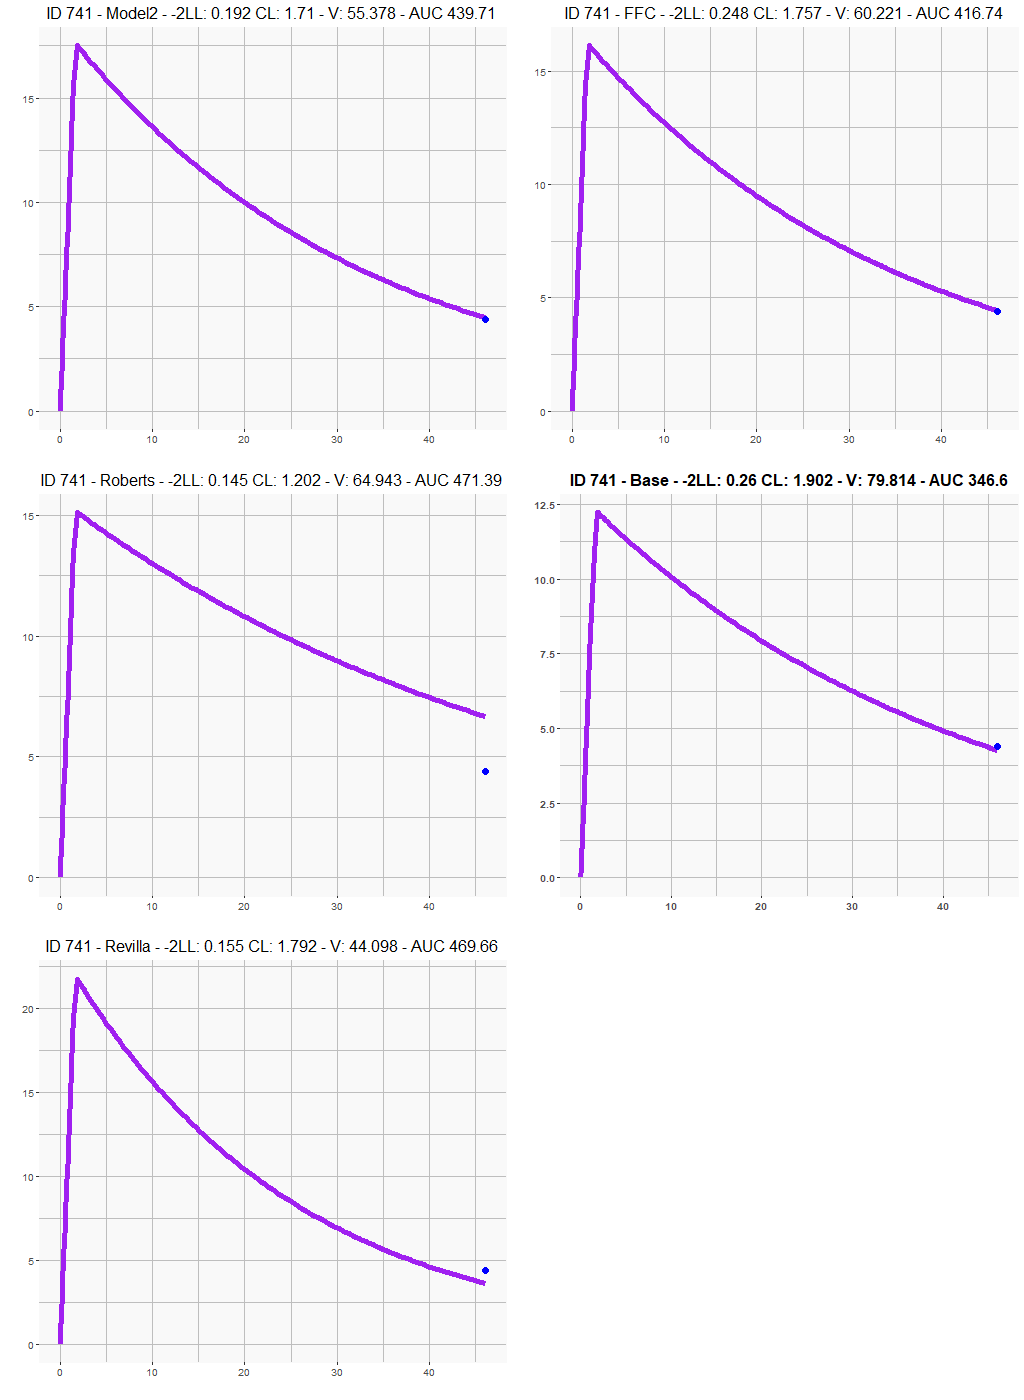 ID 741 - Model2 - -2LL: 0.192 CL: 1.71 - V: 55.378 - AUC 439.71
15
10
5
0
0 10 20 30 40
ID 741 - FFC - -2LL: 0.248 CL: 1.757 - V: 60.221 - AUC 416.74
15
10
5
0
0 10 20 30 40
ID 741 - Roberts - -2LL: 0.145 CL: 1.202 - V: 64.943 - AUC 471.39
15
10
5
0
0 10 20 30 40
ID 741 - Base - -2LL: 0.26 CL: 1.902 - V: 79.814 - AUC 346.6
12.5
10.0
7.5
5.0
2.5
0.0
0 10 20 30 40
ID 741 - Revilla - -2LL: 0.155 CL: 1.792 - V: 44.098 - AUC 469.66
20
15
10
5
0
0 10 20 30 40